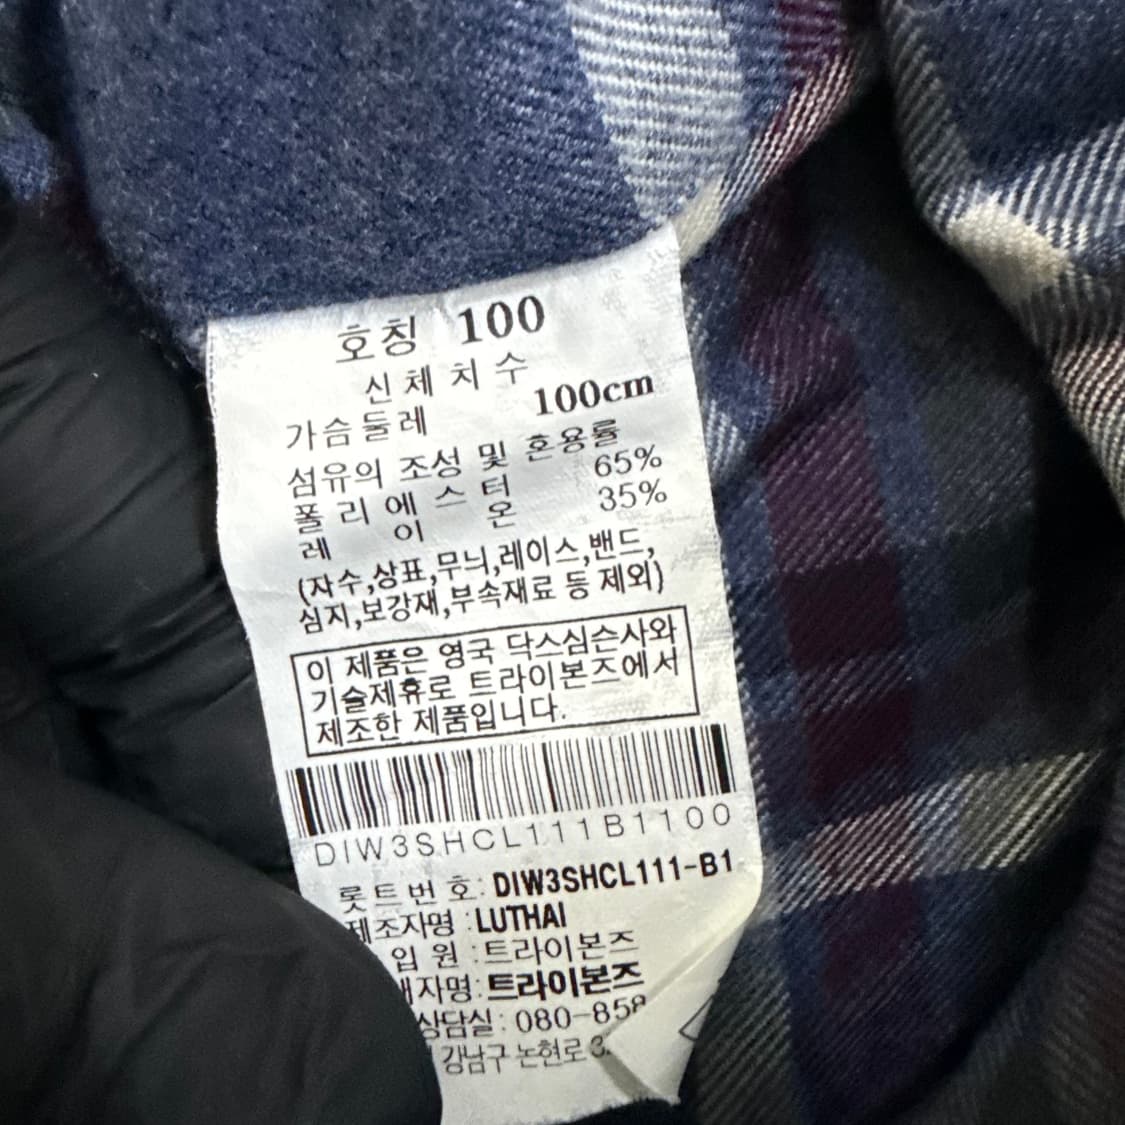 호칭 100
신체치수
가슴둘레 100cm
섬유의 조성 및 혼용률
폴리에스터 65%
레이온 35%
(자수,상표,무늬,레이스,밴드,
심지,보강재,부속재료 등 제외)
이 제품은 영국 닥스심슨사와
기술제휴로 트라이본즈에서
제조한 제품입니다.
DIW3SHCL111B1100
롯트번호:DIW3SHCL111-B1
제조자명:LUTHAI
입원:트라이본즈
매자명:트라이본즈
상담실:080-858
강남구 논현로